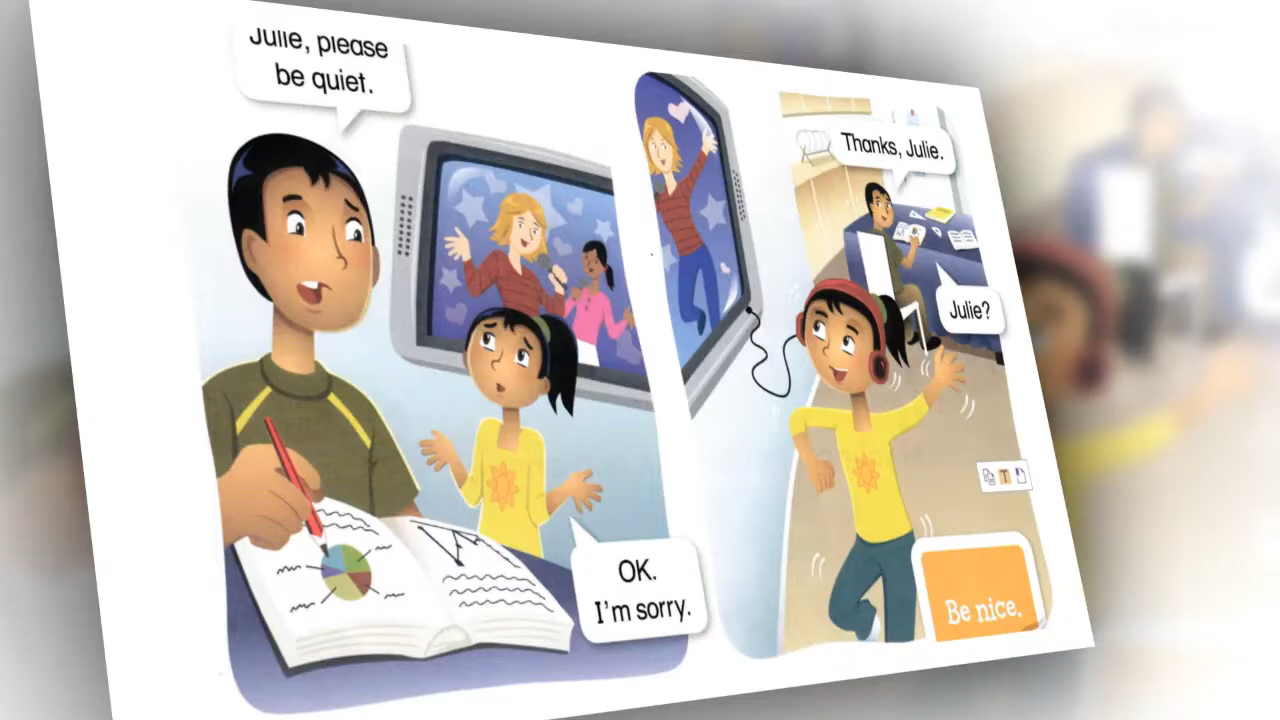 Julie, please
be quiet.
OK.
I'm sorry.
Thanks, Julie.
Julie?
Be nice.